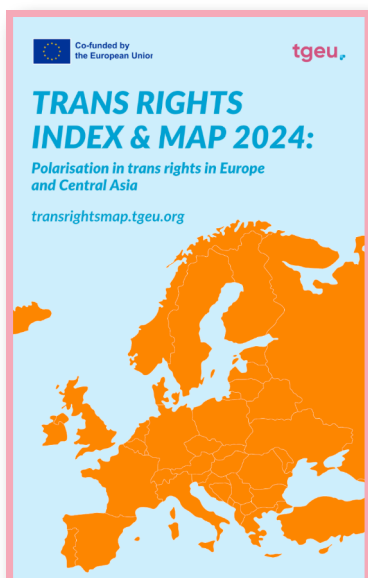 Co-funded by
the European Union
tgeu
TRANS RIGHTS
INDEX & MAP 2024:
Polarisation in trans rights in Europe
and Central Asia
transrightsmap.tgeu.org